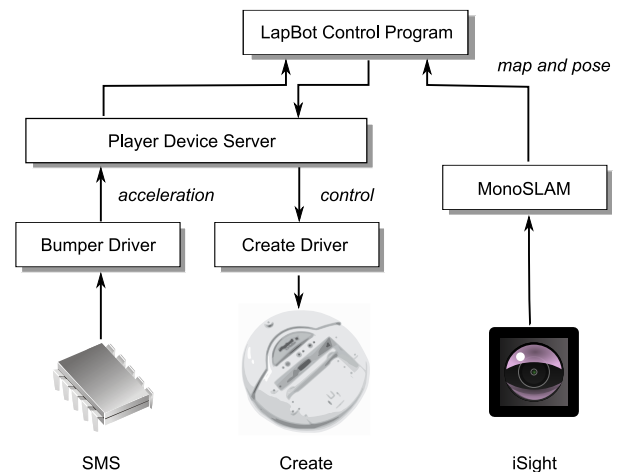 LapBot Control Program
map and pose
Player Device Server
acceleration
control
MonoSLAM
Bumper Driver
Create Driver
SMS
Create
iSight